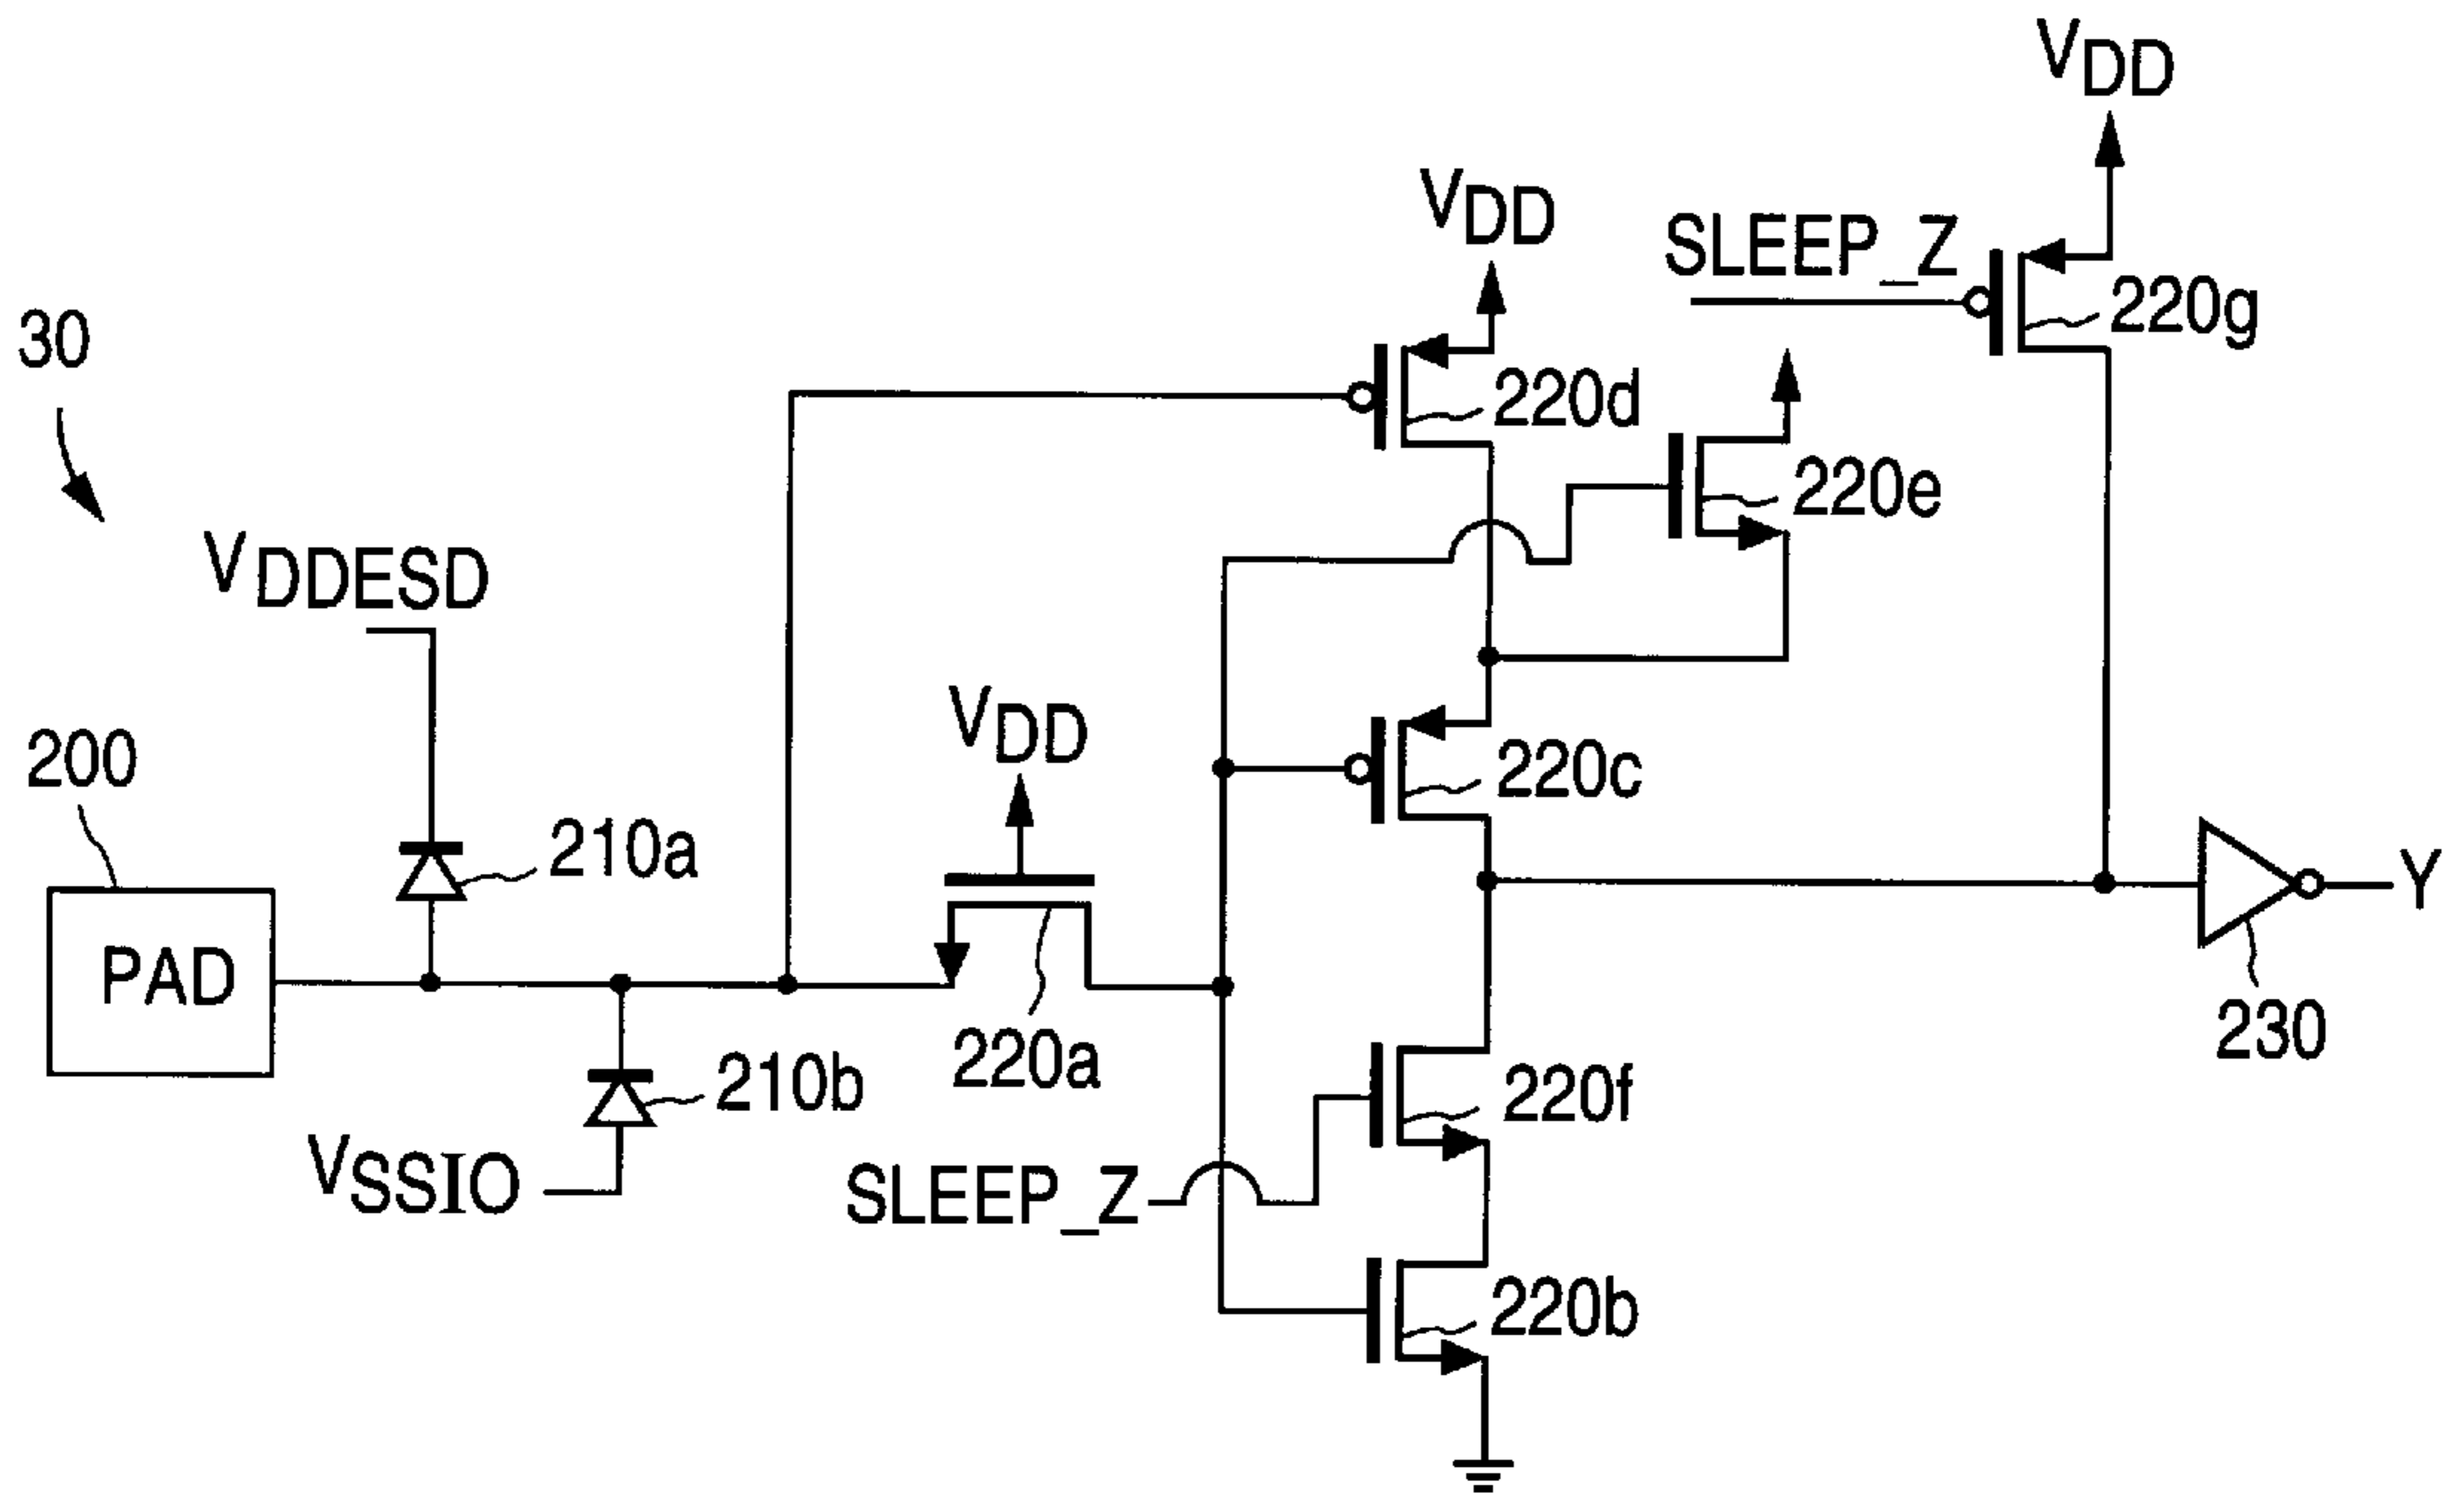 VDD
VDD
SLEEP_Z
220g
30
220d
220e
VDDESD
VDD
220c
200
210a
Y
PAD
220a
230
210b
220f
VSSIO
SLEEP_Z
220b